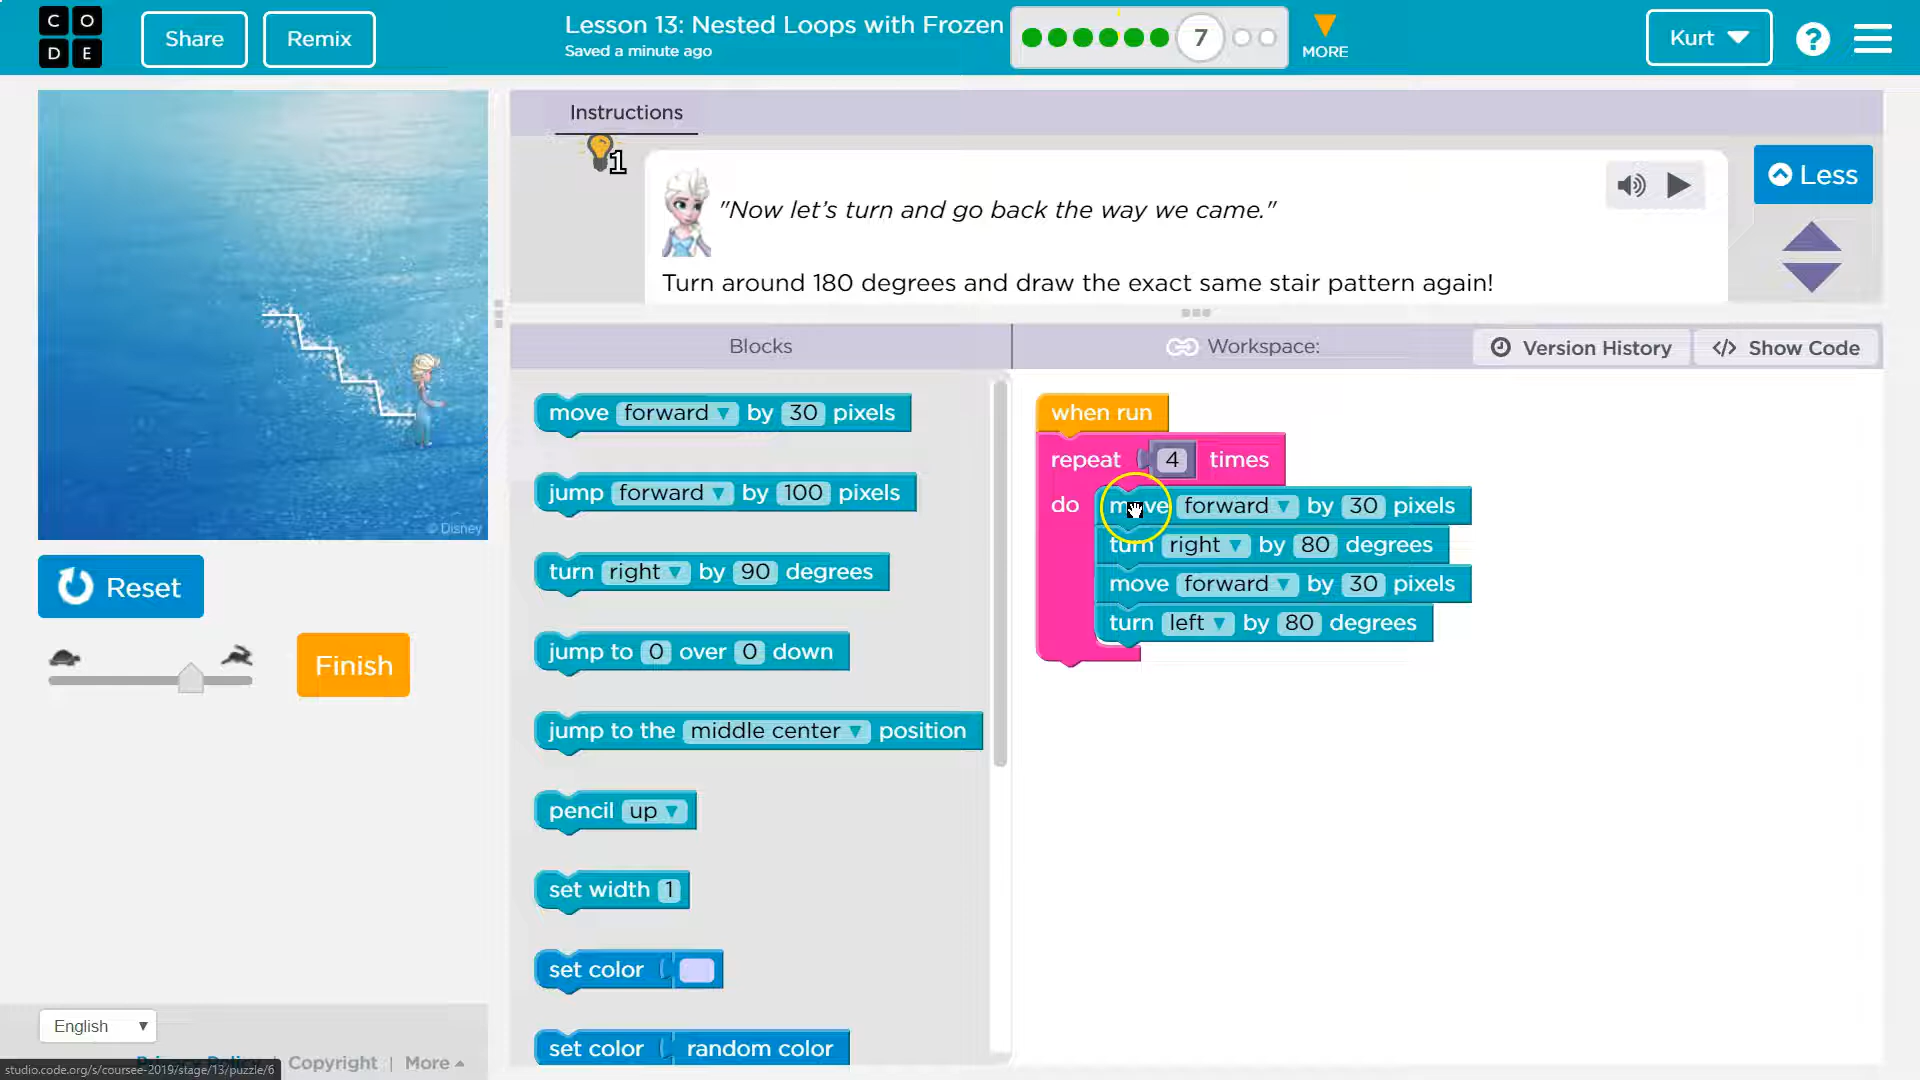 C O
D E
Share
Remix
Lesson 13: Nested Loops with Frozen
Saved a minute ago
7
MORE
Kurt
?
Instructions
1
"Now let's turn and go back the way we came."
Turn around 180 degrees and draw the exact same stair pattern again!
Less
Blocks
Workspace:
Version History
</> Show Code
© Disney
Reset
Finish
move forward by 30 pixels
jump forward by 100 pixels
turn right by 90 degrees
jump to 0 over 0 down
jump to the middle center position
pencil up
set width 1
set color
set color random color
when run
repeat 4 times
do
move forward by 30 pixels
turn right by 80 degrees
move forward by 30 pixels
turn left by 80 degrees
English
Privacy Policy | Copyright | More
studio.code.org/s/coursee-2019/stage/13/puzzle/6